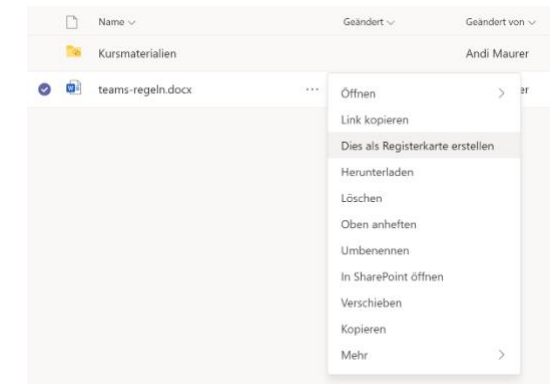 Name Geändert Geändert von
Kursmaterialien Andi Maurer
teams-regeln.docx ... er
Öffnen
Link kopieren
Dies als Registerkarte erstellen
Herunterladen
Löschen
Oben anheften
Umbenennen
In SharePoint öffnen
Verschieben
Kopieren
Mehr